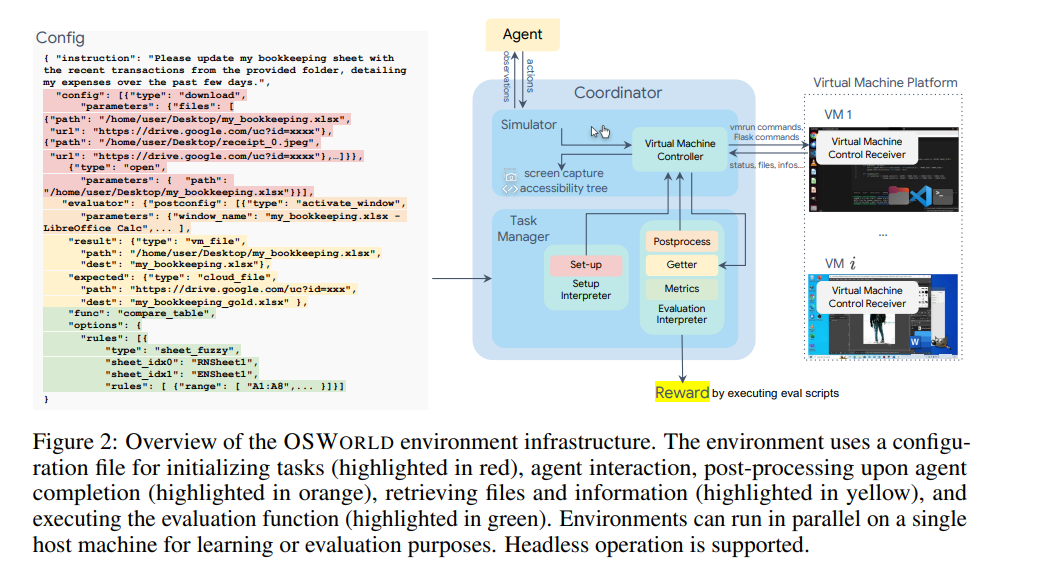 Config
{ "instruction": "Please update my bookkeeping sheet with
the recent transactions from the provided folder, detailing
my expenses over the past few days.",
"config": [{"type": "download",
"parameters": {"files": [
{"path": "/home/user/Desktop/my_bookkeeping.xlsx",
"url": "https://drive.google.com/uc?id=xxxx"},
{"path": "/home/user/Desktop/receipt_0.jpeg",
"url": "https://drive.google.com/uc?id=xxxx"},…]}},
{"type": "open",
"parameters": { "path":
"/home/user/Desktop/my_bookkeeping.xlsx"}}],
"evaluator": {"postconfig": [{"type": "activate_window",
"parameters": {"window_name": "my_bookkeeping.xlsx -
LibreOffice Calc",... ],
"result": {"type": "vm_file",
"path": "/home/user/Desktop/my_bookkeeping.xlsx",
"dest": "my_bookkeeping.xlsx"},
"expected": {"type": "cloud_file",
"path": "https://drive.google.com/uc?id=xxx",
"dest": "my_bookkeeping_gold.xlsx" },
"func": "compare_table",
"options": {
"rules": [{
"type": "sheet_fuzzy",
"sheet_idx0": "RNSheet1",
"sheet_idx1": "ENSheet1",
"rules": [ {"range": [ "A1:A8",... }]}]
}
Agent
observations
actions
Coordinator
Simulator
Virtual Machine
Controller
screen capture
accessibility tree
Task
Manager
Set-up
Setup
Interpreter
Postprocess
Getter
Metrics
Evaluation
Interpreter
Reward by executing eval scripts
vmrun commands,
Flask commands
status, files, infos...
Virtual Machine Platform
VM 1
Virtual Machine
Control Receiver
...
VM i
Virtual Machine
Control Receiver
W
Figure 2: Overview of the OSWORLD environment infrastructure. The environment uses a configu-
ration file for initializing tasks (highlighted in red), agent interaction, post-processing upon agent
completion (highlighted in orange), retrieving files and information (highlighted in yellow), and
executing the evaluation function (highlighted in green). Environments can run in parallel on a single
host machine for learning or evaluation purposes. Headless operation is supported.